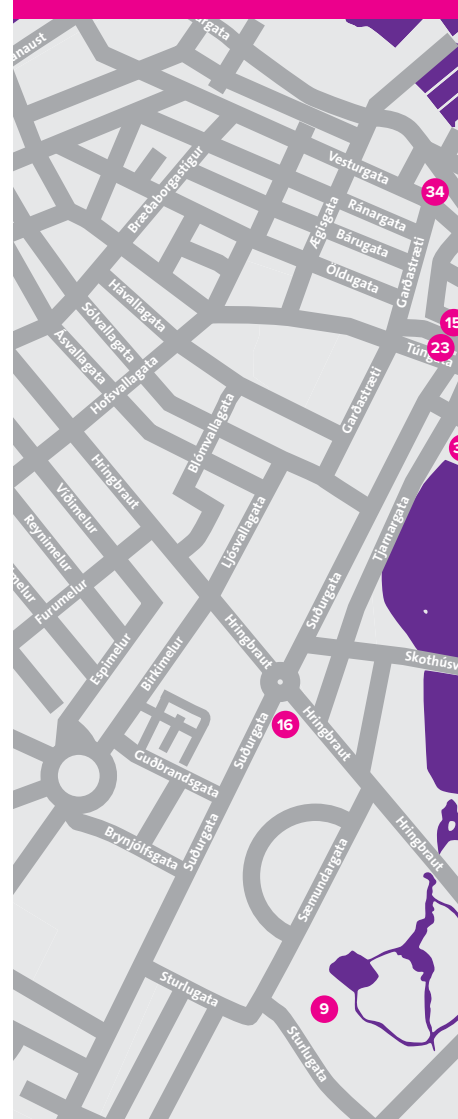 Vesturgata
34
Bræðaborgastigur
Ránargata
Ægisgata
Bárugata
Garðastræti
Öldugata
Hávallagata
Sólvallagata
15
Túngata
23
Ásvallagata
Hofsvallagata
Garðastræti
Blómvallagata
Hringbraut
Víðimelur
Tjarnargata
Reynimelur
Ljósvallagata
Furumelur
Suðurgata
Hringbraut
Espimelur
Birkimelur
Skothúsv
16
Hringbraut
Suðurgata
Guðbrandsgata
Hringbraut
Suðurgata
Brynjólfsgata
Sæmundargata
Sturlugata
9
Sturlugata